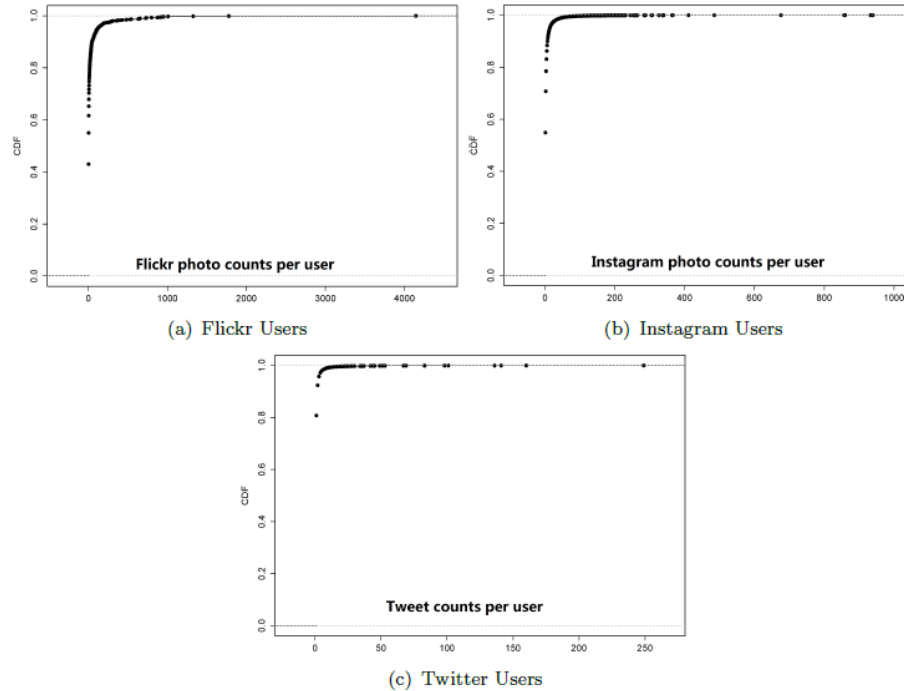 1.0
0.8
0.6
0.4
0.2
0.0
CDF
Flickr photo counts per user
0 1000 2000 3000 4000
(a) Flickr Users
1.0
0.8
0.6
0.4
0.2
0.0
CDF
Instagram photo counts per user
0 200 400 600 800 1000
(b) Instagram Users
1.0
0.8
0.6
0.4
0.2
0.0
CDF
Tweet counts per user
0 50 100 150 200 250
(c) Twitter Users